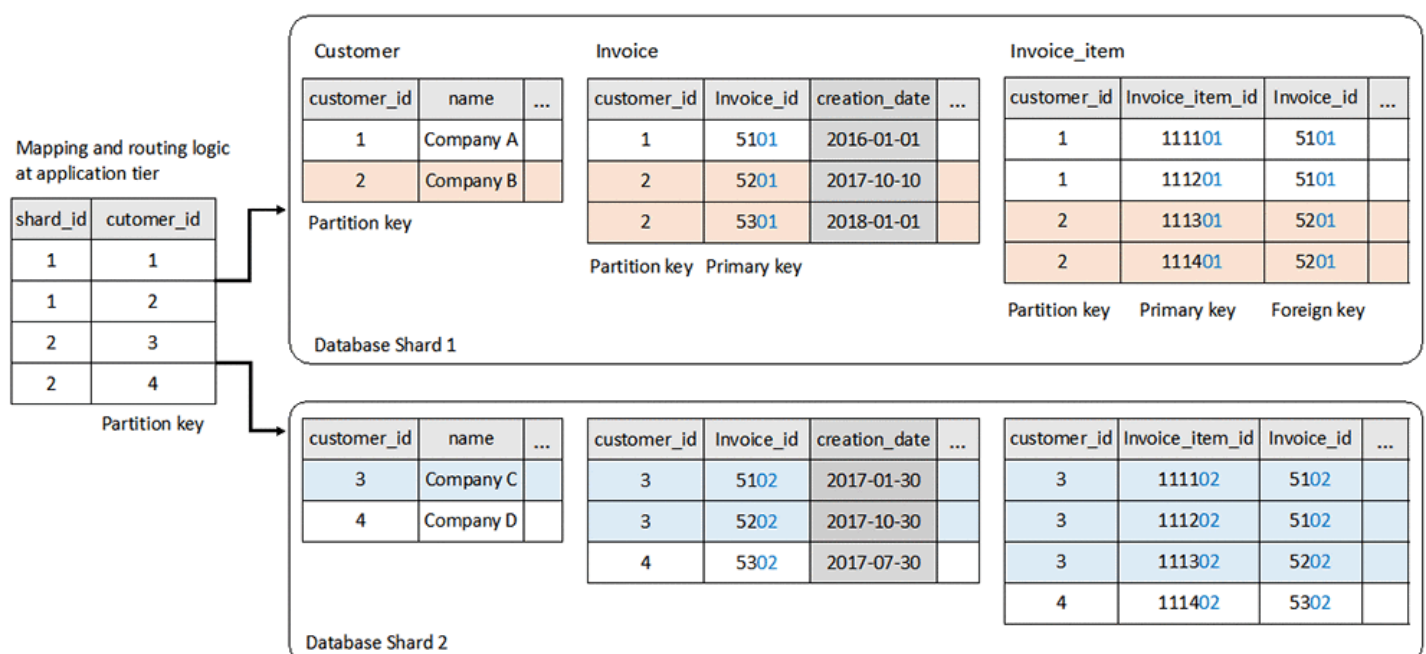 Customer
Invoice
Invoice_item
customer_id name ...
1 Company A
2 Company B
Partition key
customer_id Invoice_id creation_date ...
1 5101 2016-01-01
2 5201 2017-10-10
2 5301 2018-01-01
Partition key Primary key
customer_id Invoice_item_id Invoice_id ...
1 111101 5101
1 111201 5101
2 111301 5201
2 111401 5201
Partition key Primary key Foreign key
Database Shard 1
Mapping and routing logic
at application tier
shard_id cutomer_id
1 1
1 2
2 3
2 4
Partition key
customer_id name ...
3 Company C
4 Company D
customer_id Invoice_id creation_date ...
3 5102 2017-01-30
3 5202 2017-10-30
4 5302 2017-07-30
customer_id Invoice_item_id Invoice_id ...
3 111102 5102
3 111202 5102
3 111302 5202
4 111402 5302
Database Shard 2